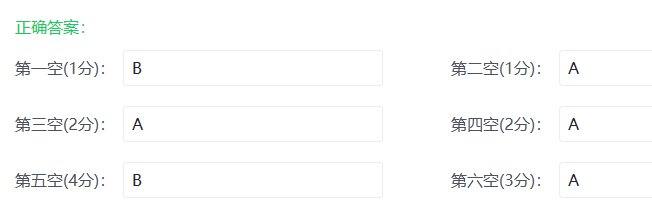 正确答案：
第一空(1分)： B 第二空(1分)： A
第三空(2分)： A 第四空(2分)： A
第五空(4分)： B 第六空(3分)： A